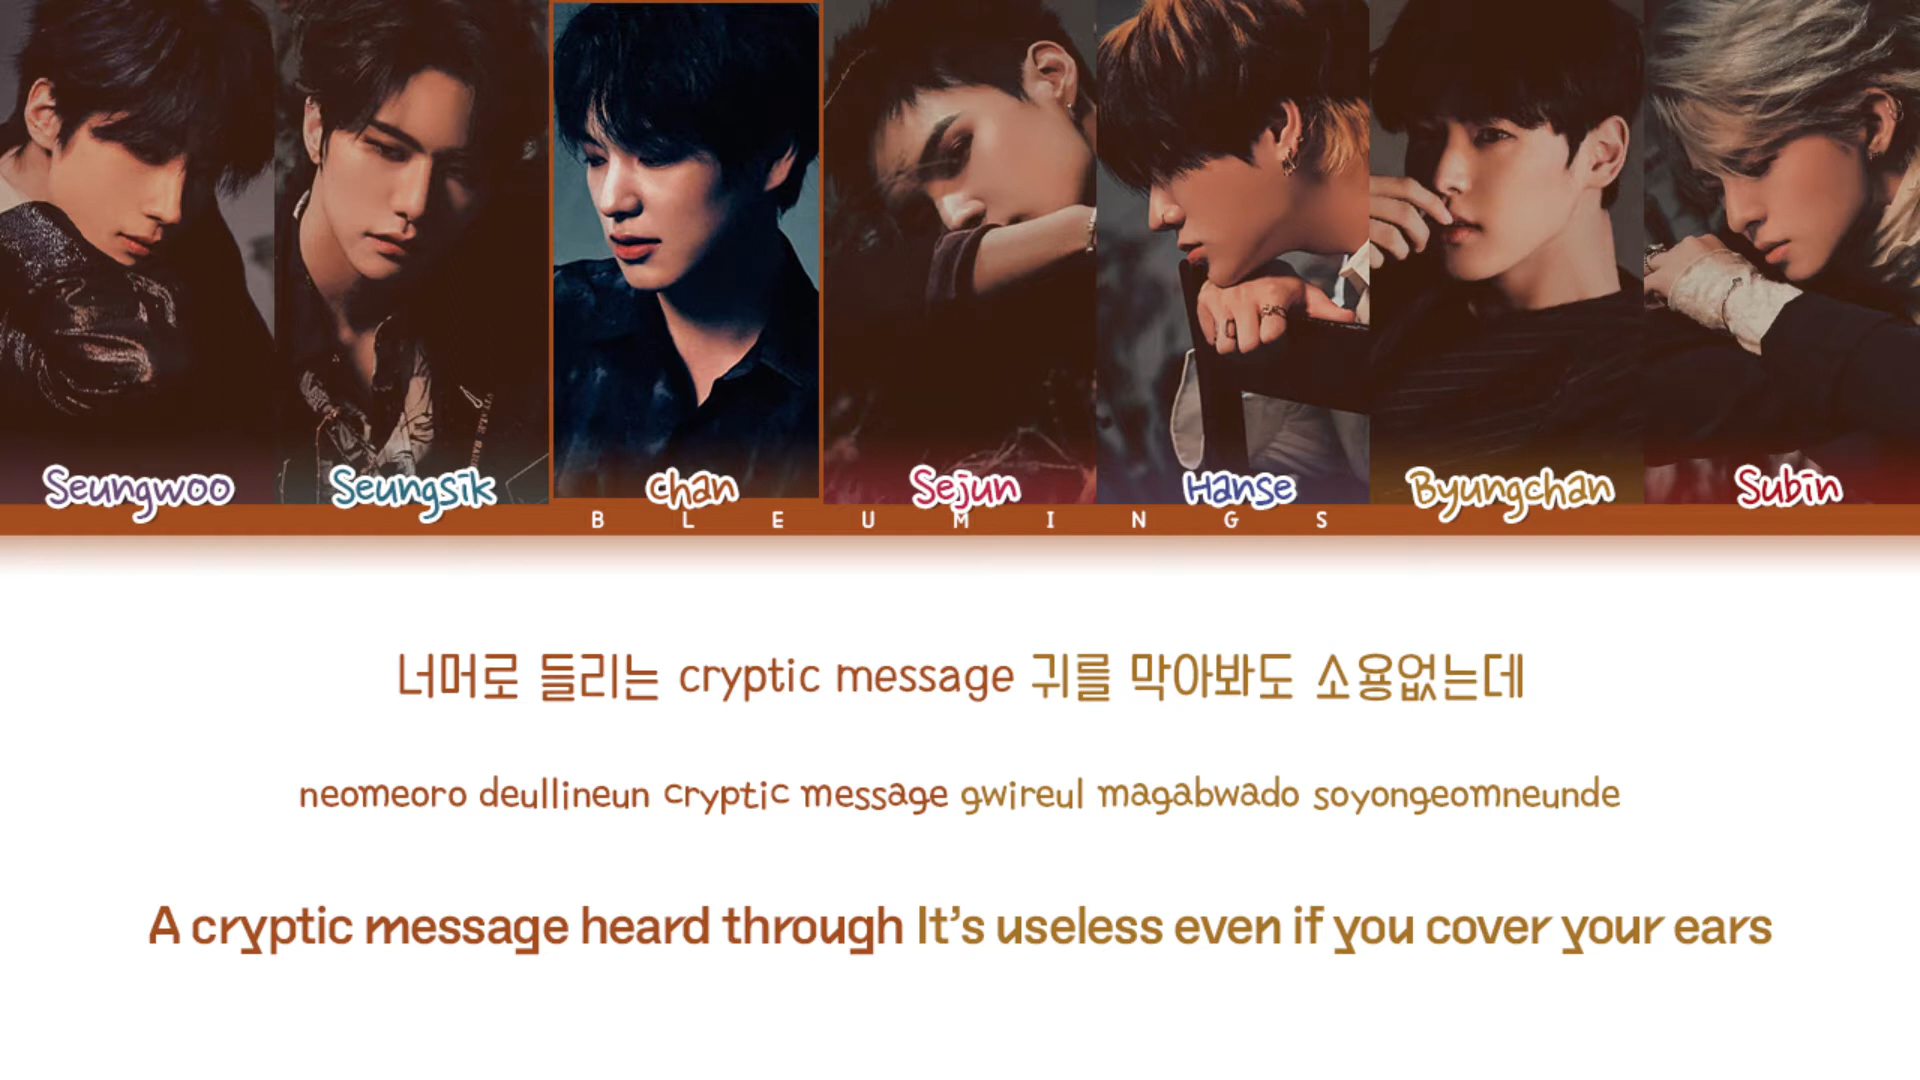 Seungwoo Seungsik chan Sejun Hanse Byungchan Subin
BLEUMINGS
너머로 들리는 cryptic message 귀를 막아봐도 소용없는데
neomeoro deullineun cryptic message gwireul magabwado soyongeomneunde
A cryptic message heard through It's useless even if you cover your ears